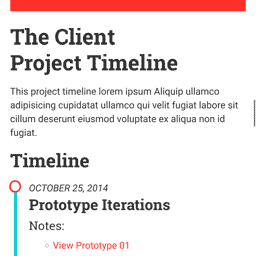 The Client
Project Timeline
This project timeline lorem ipsum Aliquip ullamco
adipisicing cupidatat ullamco qui velit fugiat labore sit
cillum deserunt eiusmod voluptate ex aliqua non id
fugiat.
Timeline
OCTOBER 25, 2014
Prototype Iterations
Notes:
View Prototype 01